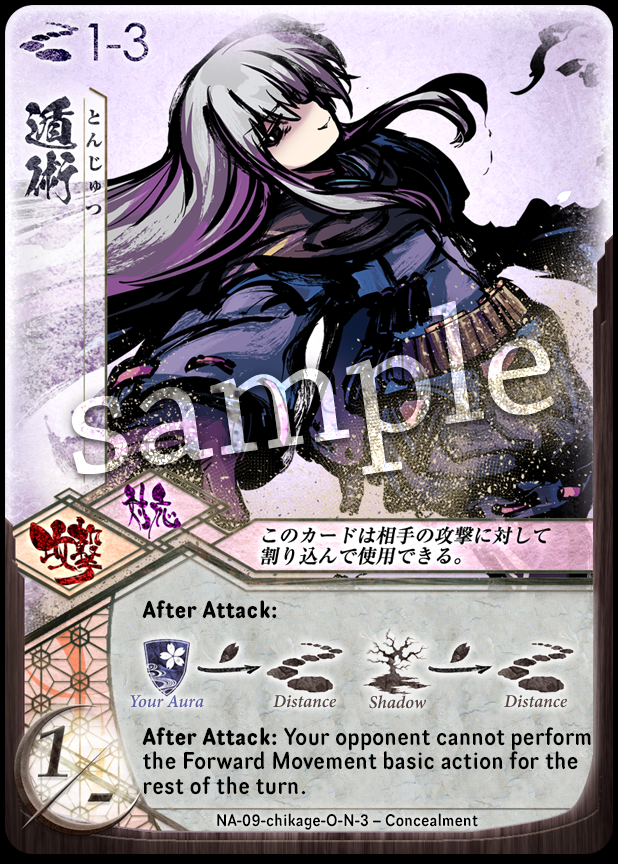 1-3
遁術
とんじゅつ
sample
攻撃
対応
このカードは相手の攻撃に対して
割り込んで使用できる。
After Attack:
Your Aura Distance Shadow Distance
After Attack: Your opponent cannot perform
the Forward Movement basic action for the
rest of the turn.
1/-
NA-09-chikage-O-N-3 – Concealment